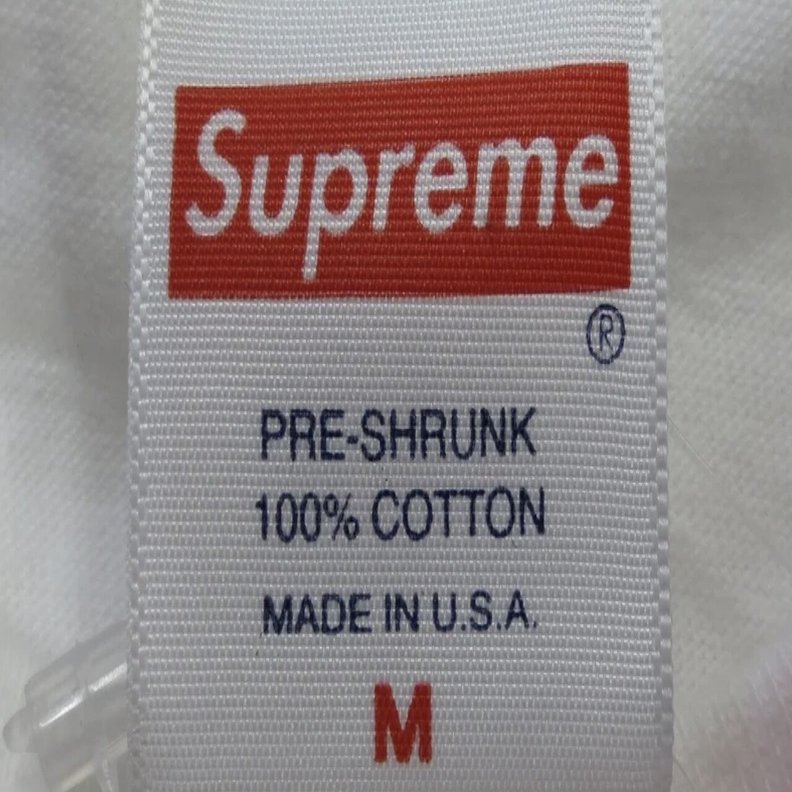 Supreme
®
PRE-SHRUNK
100% COTTON
MADE IN U.S.A.
M